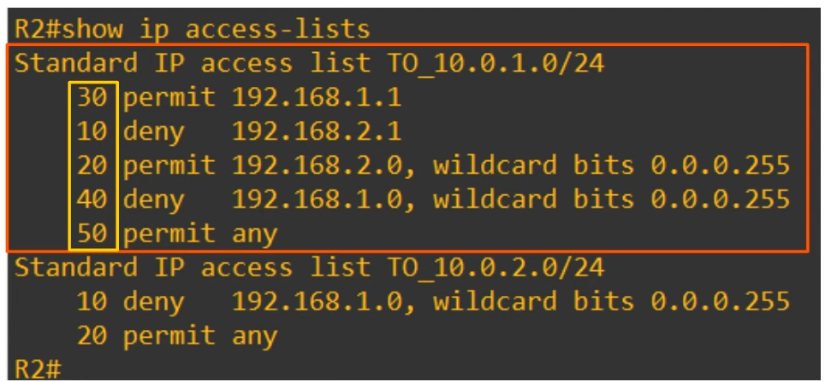 R2#show ip access-lists
Standard IP access list TO_10.0.1.0/24
    30 permit 192.168.1.1
    10 deny   192.168.2.1
    20 permit 192.168.2.0, wildcard bits 0.0.0.255
    40 deny   192.168.1.0, wildcard bits 0.0.0.255
    50 permit any
Standard IP access list TO_10.0.2.0/24
    10 deny   192.168.1.0, wildcard bits 0.0.0.255
    20 permit any
R2#